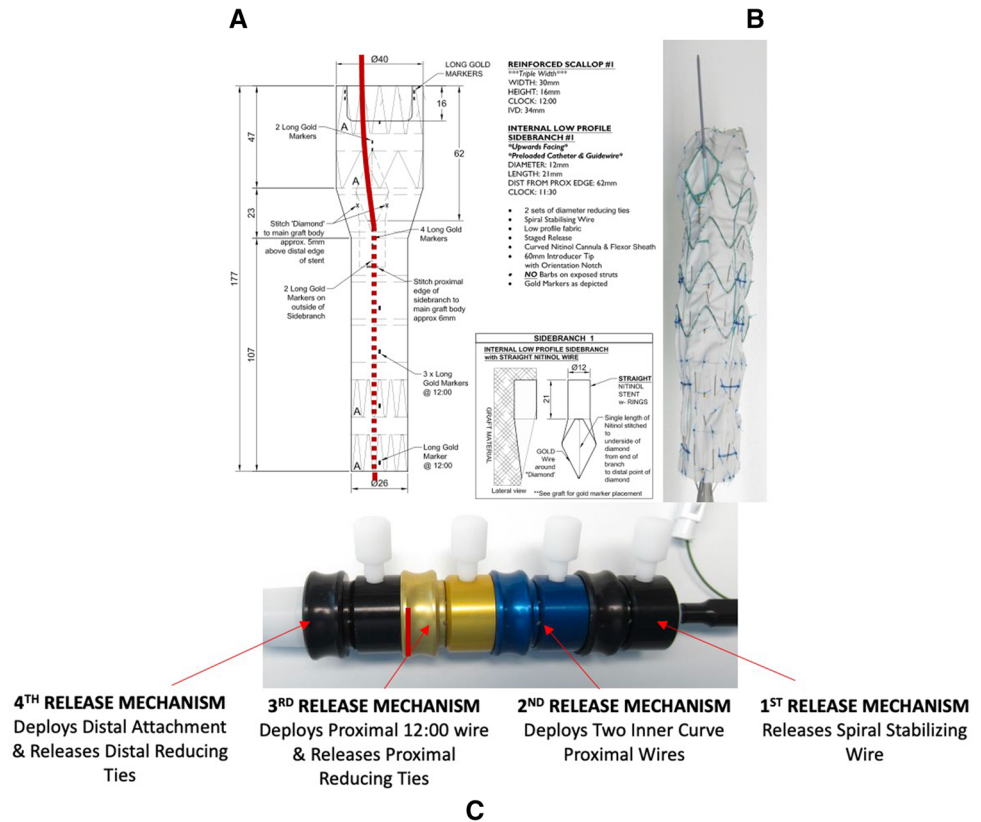 A
B
Ø40
LONG GOLD
MARKERS
16
A
2 Long Gold
Markers
47
62
A
23
Stitch 'Diamond'
to main graft body
approx. 5mm
above distal edge
of stent
4 Long Gold
Markers
177
2 Long Gold
Markers on
outside of
Sidebranch
Stitch proximal
edge of
sidebranch to
main graft body
approx 6mm
107
3 x Long
Gold Markers
@ 12:00
A
Long Gold
Marker
@ 12:00
A
Ø26
REINFORCED SCALLOP #1
***Triple Width***
WIDTH: 30mm
HEIGHT: 16mm
CLOCK: 12:00
IVD: 34mm
INTERNAL LOW PROFILE
SIDEBRANCH #1
*Upwards Facing*
*Preloaded Catheter & Guidewire*
DIAMETER: 12mm
LENGTH: 21mm
DIST FROM PROX EDGE: 62mm
CLOCK: 11:30
• 2 sets of diameter reducing ties
• Spiral Stabilising Wire
• Low profile fabric
• Staged Release
• Curved Nitinol Cannula & Flexor Sheath
• 60mm Introducer Tip
with Orientation Notch
• NO Barbs on exposed struts
• Gold Markers as depicted
SIDEBRANCH 1
INTERNAL LOW PROFILE SIDEBRANCH
with STRAIGHT NITINOL WIRE
Ø12
21
STRAIGHT
NITINOL
STENT
w- RINGS
GRAFT MATERIAL
GOLD
Wire
around
"Diamond'
Single length of
Nitinol stitched
to
underside of
diamond
from end of
branch
to distal point of
diamond
Lateral view
**See graft for gold marker placement
4TH RELEASE MECHANISM
Deploys Distal Attachment
& Releases Distal Reducing
Ties
3RD RELEASE MECHANISM
Deploys Proximal 12:00 wire
& Releases Proximal
Reducing Ties
2ND RELEASE MECHANISM
Deploys Two Inner Curve
Proximal Wires
1ST RELEASE MECHANISM
Releases Spiral Stabilizing
Wire
C